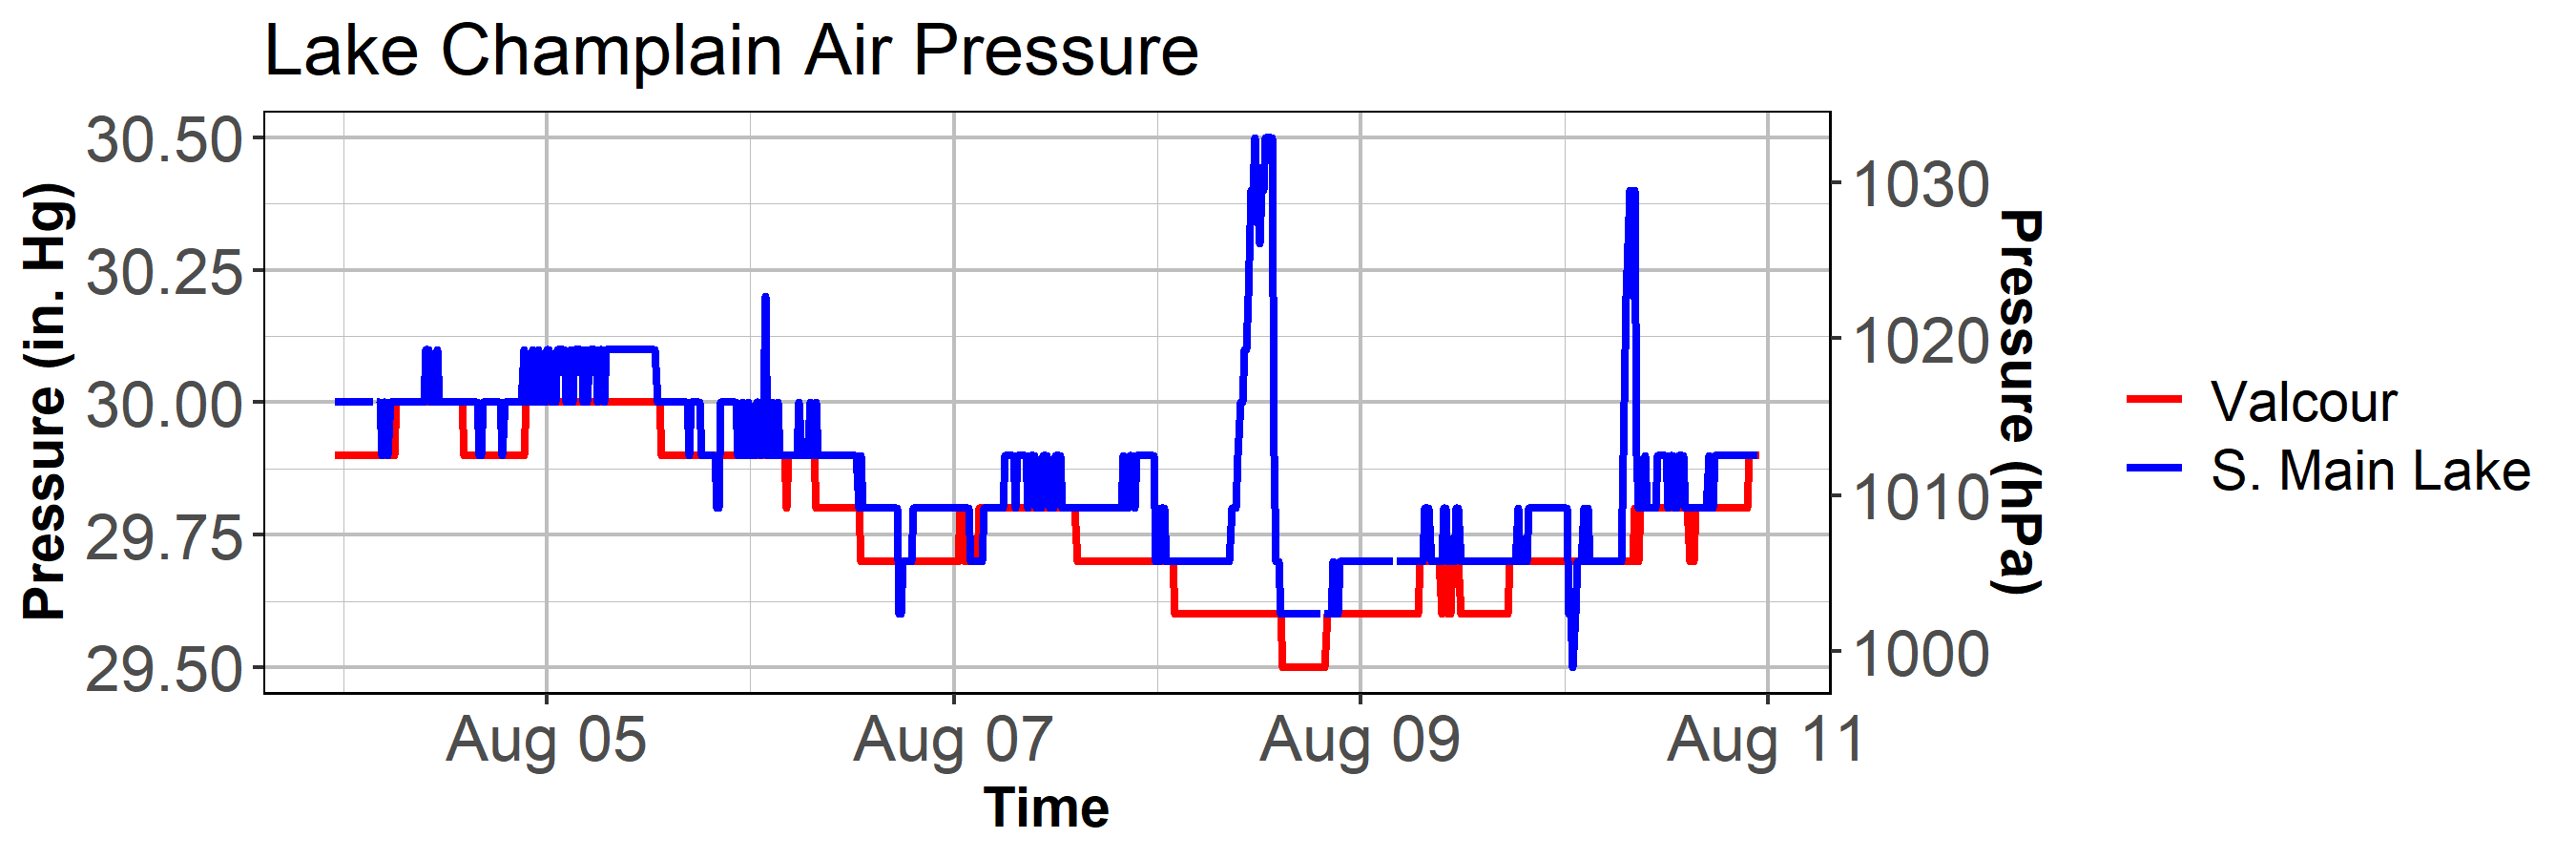 Lake Champlain Air Pressure
Pressure (in. Hg)
30.50
30.25
30.00
29.75
29.50
1030
1020
1010
1000
Pressure (hPa)
Valcour
S. Main Lake
Aug 05 Aug 07 Aug 09 Aug 11
Time